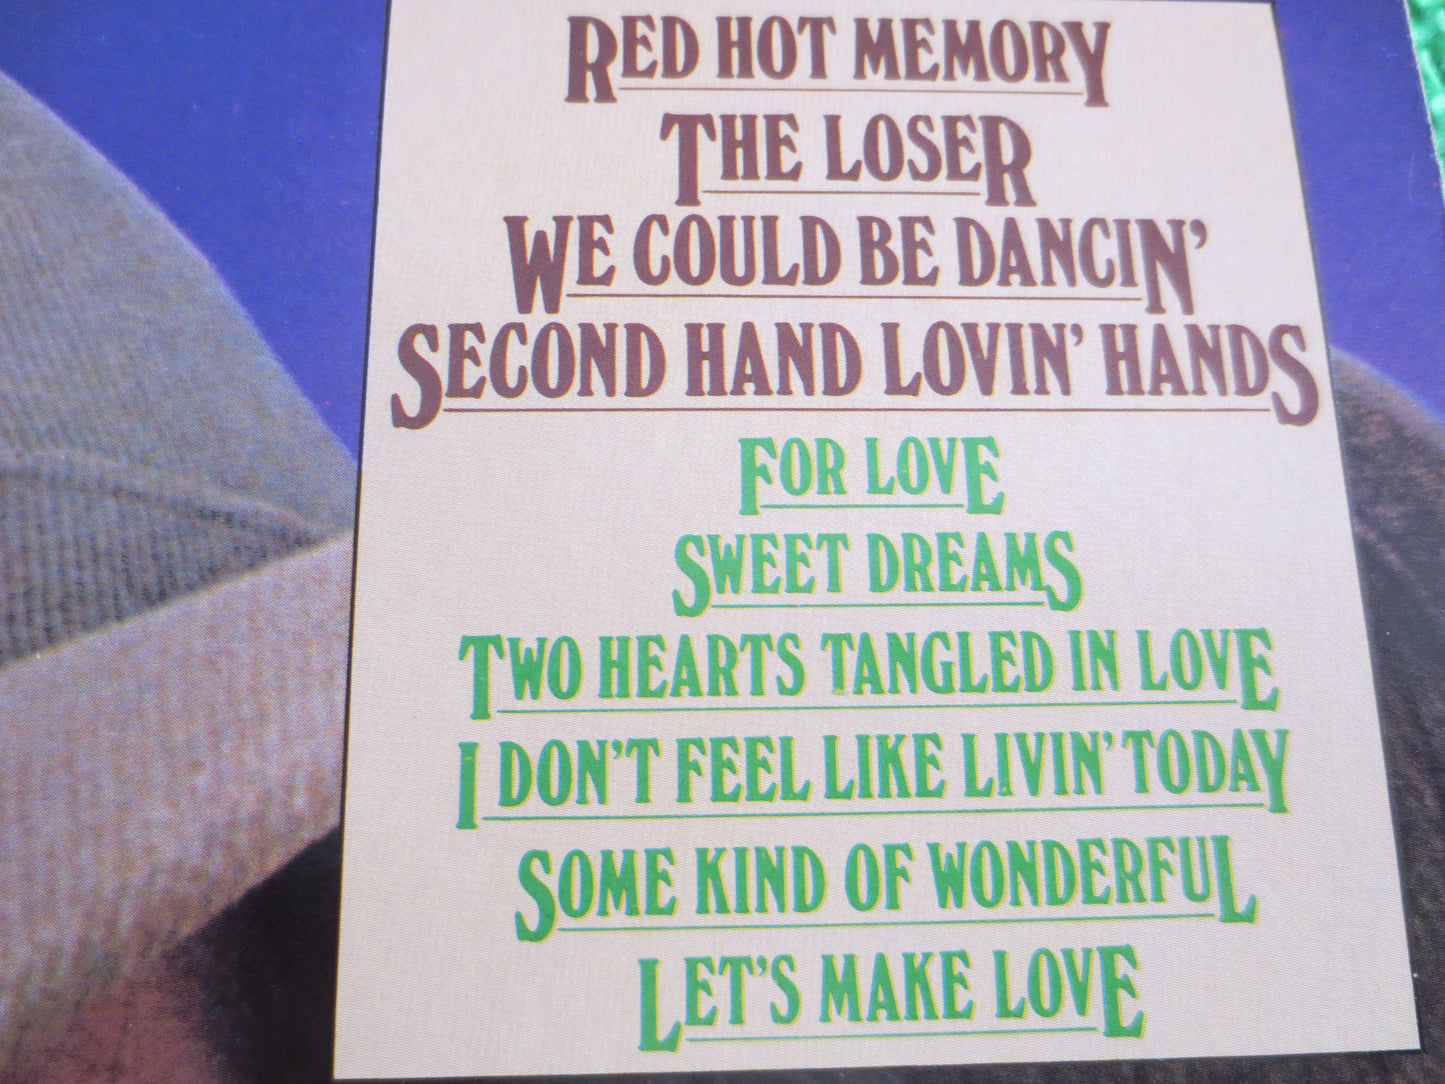 RED HOT MEMORY
THE LOSER
WE COULD BE DANCIN'
SECOND HAND LOVIN' HANDS
FOR LOVE
SWEET DREAMS
TWO HEARTS TANGLED IN LOVE
I DON'T FEEL LIKE LIVIN' TODAY
SOME KIND OF WONDERFUL
LET'S MAKE LOVE